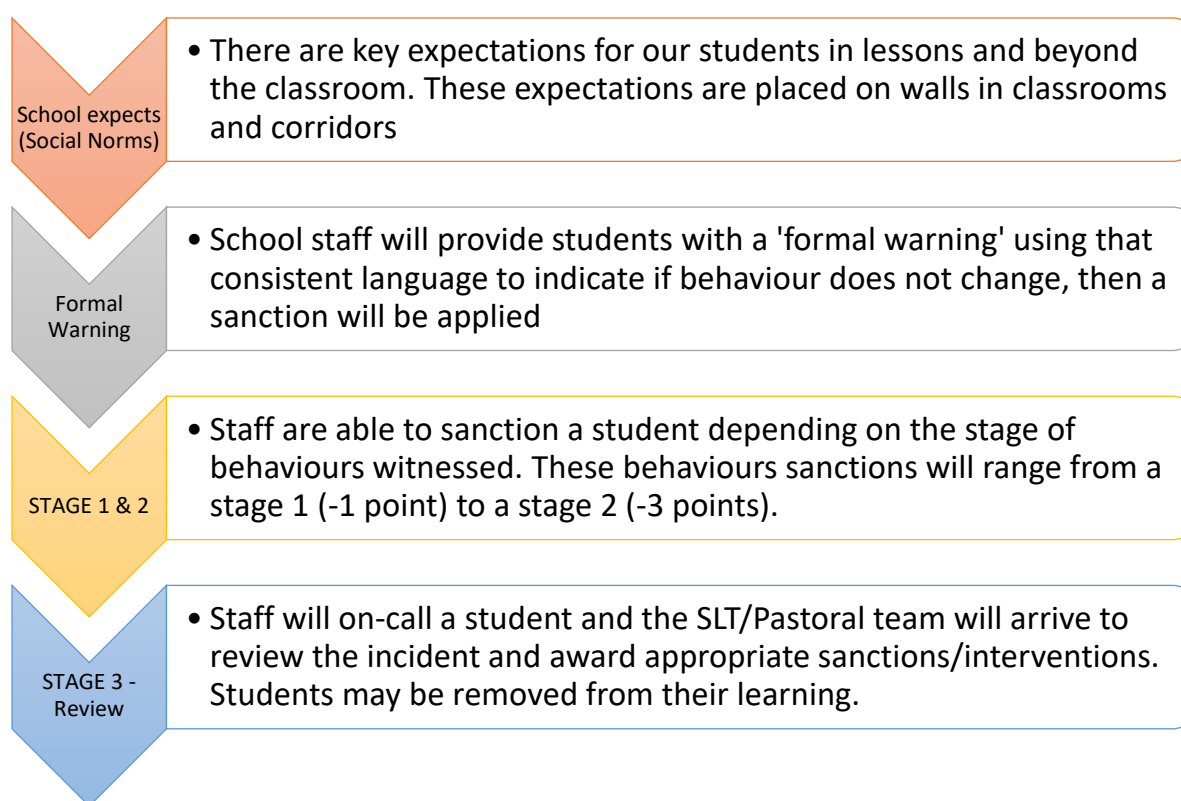 School expects
(Social Norms)
• There are key expectations for our students in lessons and beyond
the classroom. These expectations are placed on walls in classrooms
and corridors
Formal
Warning
• School staff will provide students with a 'formal warning' using that
consistent language to indicate if behaviour does not change, then a
sanction will be applied
STAGE 1 & 2
• Staff are able to sanction a student depending on the stage of
behaviours witnessed. These behaviours sanctions will range from a
stage 1 (-1 point) to a stage 2 (-3 points).
STAGE 3 -
Review
• Staff will on-call a student and the SLT/Pastoral team will arrive to
review the incident and award appropriate sanctions/interventions.
Students may be removed from their learning.